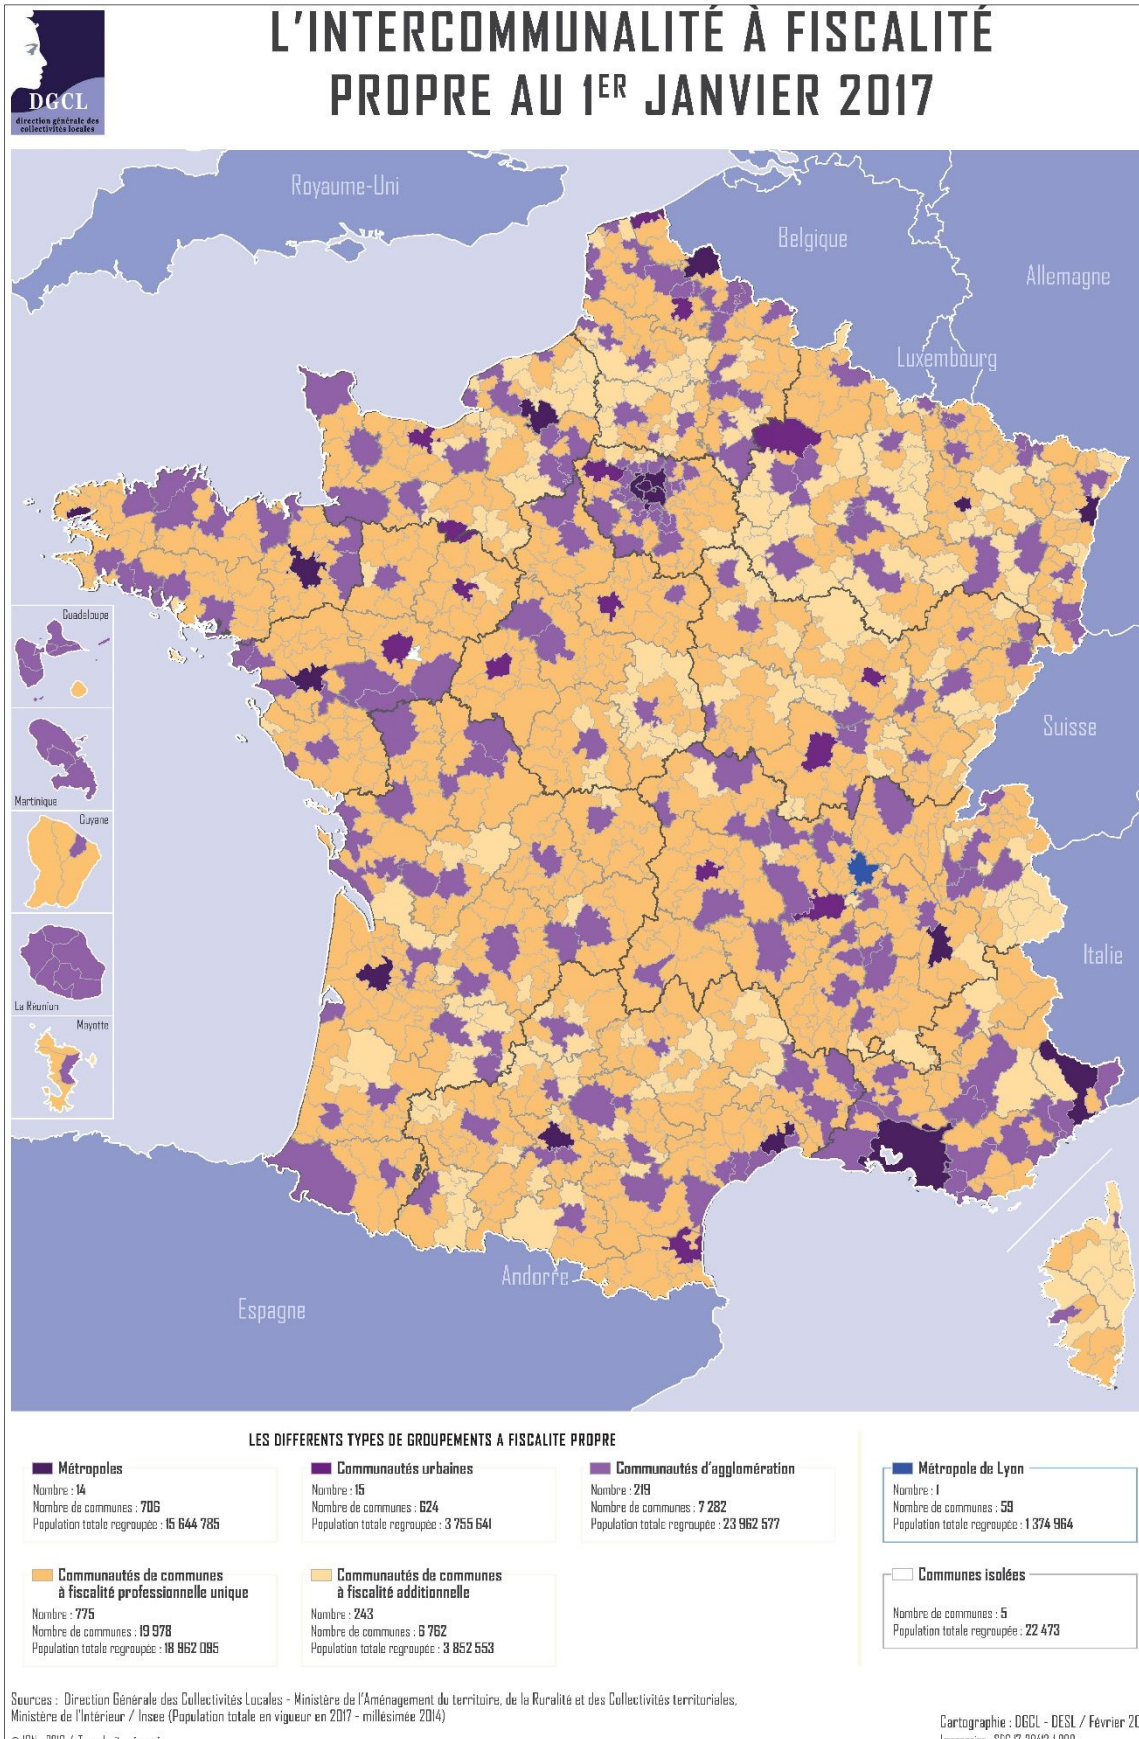 L'INTERCOMMUNALITÉ À FISCALITÉ
PROPRE AU 1ER JANVIER 2017
DGCL
direction générale des
collectivités locales
Royaume-Uni
Belgique
Allemagne
Luxembourg
Guadeloupe
Suisse
Martinique
Guyane
Italie
La Réunion
Mayotte
Andorre
Espagne
LES DIFFERENTS TYPES DE GROUPEMENTS A FISCALITE PROPRE
Métropoles
Nombre : 14
Nombre de communes : 706
Population totale regroupée : 15 644 785
Communautés urbaines
Nombre : 15
Nombre de communes : 624
Population totale regroupée : 3 755 641
Communautés d'agglomération
Nombre : 219
Nombre de communes : 7 282
Population totale regroupée : 23 962 577
Métropole de Lyon
Nombre : 1
Nombre de communes : 59
Population totale regroupée : 1 374 964
Communautés de communes
à fiscalité professionnelle unique
Nombre : 775
Nombre de communes : 19 978
Population totale regroupée : 18 962 095
Communautés de communes
à fiscalité additionnelle
Nombre : 243
Nombre de communes : 6 762
Population totale regroupée : 3 852 553
Communes isolées
Nombre de communes : 5
Population totale regroupée : 22 473
Sources : Direction Générale des Collectivités Locales - Ministère de l'Aménagement du territoire, de la Ruralité et des Collectivités territoriales,
Ministère de l'Intérieur / Insee (Population totale en vigueur en 2017 - millésimée 2014)
Cartographie : DGCL - DESL / Février 20